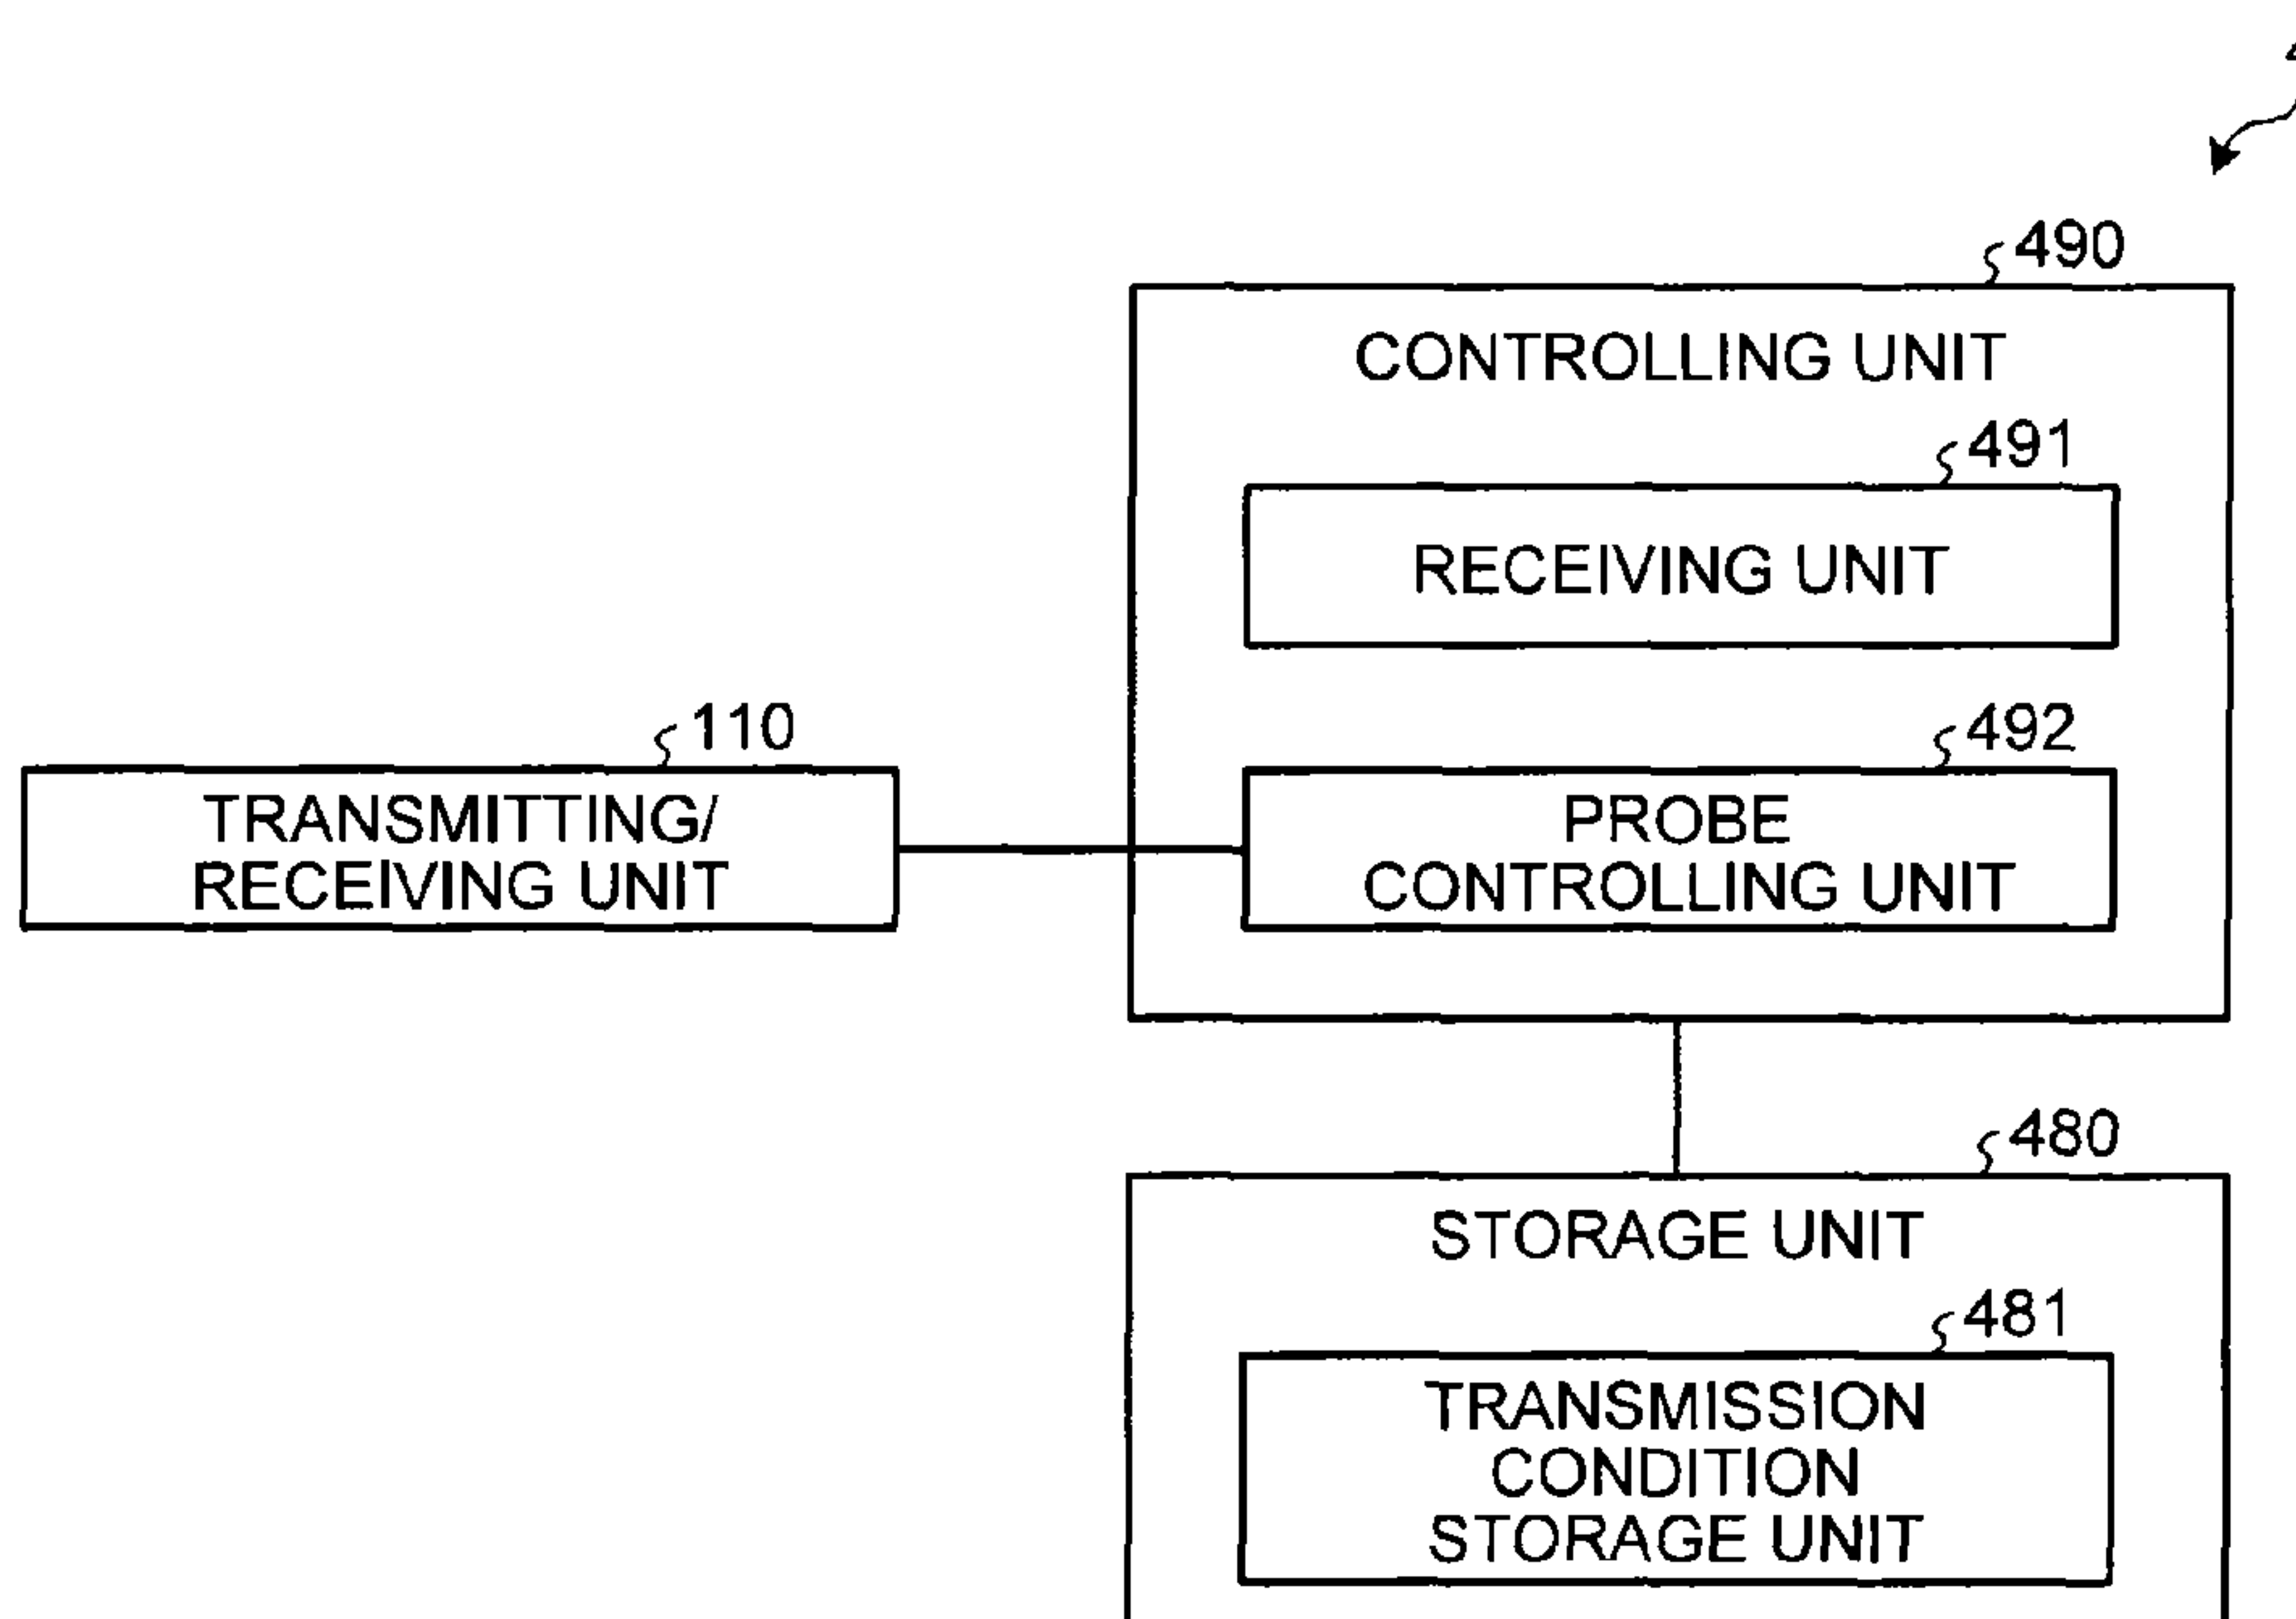 490
CONTROLLING UNIT
491
RECEIVING UNIT
110
TRANSMITTING/
RECEIVING UNIT
492
PROBE
CONTROLLING UNIT
480
STORAGE UNIT
481
TRANSMISSION
CONDITION
STORAGE UNIT